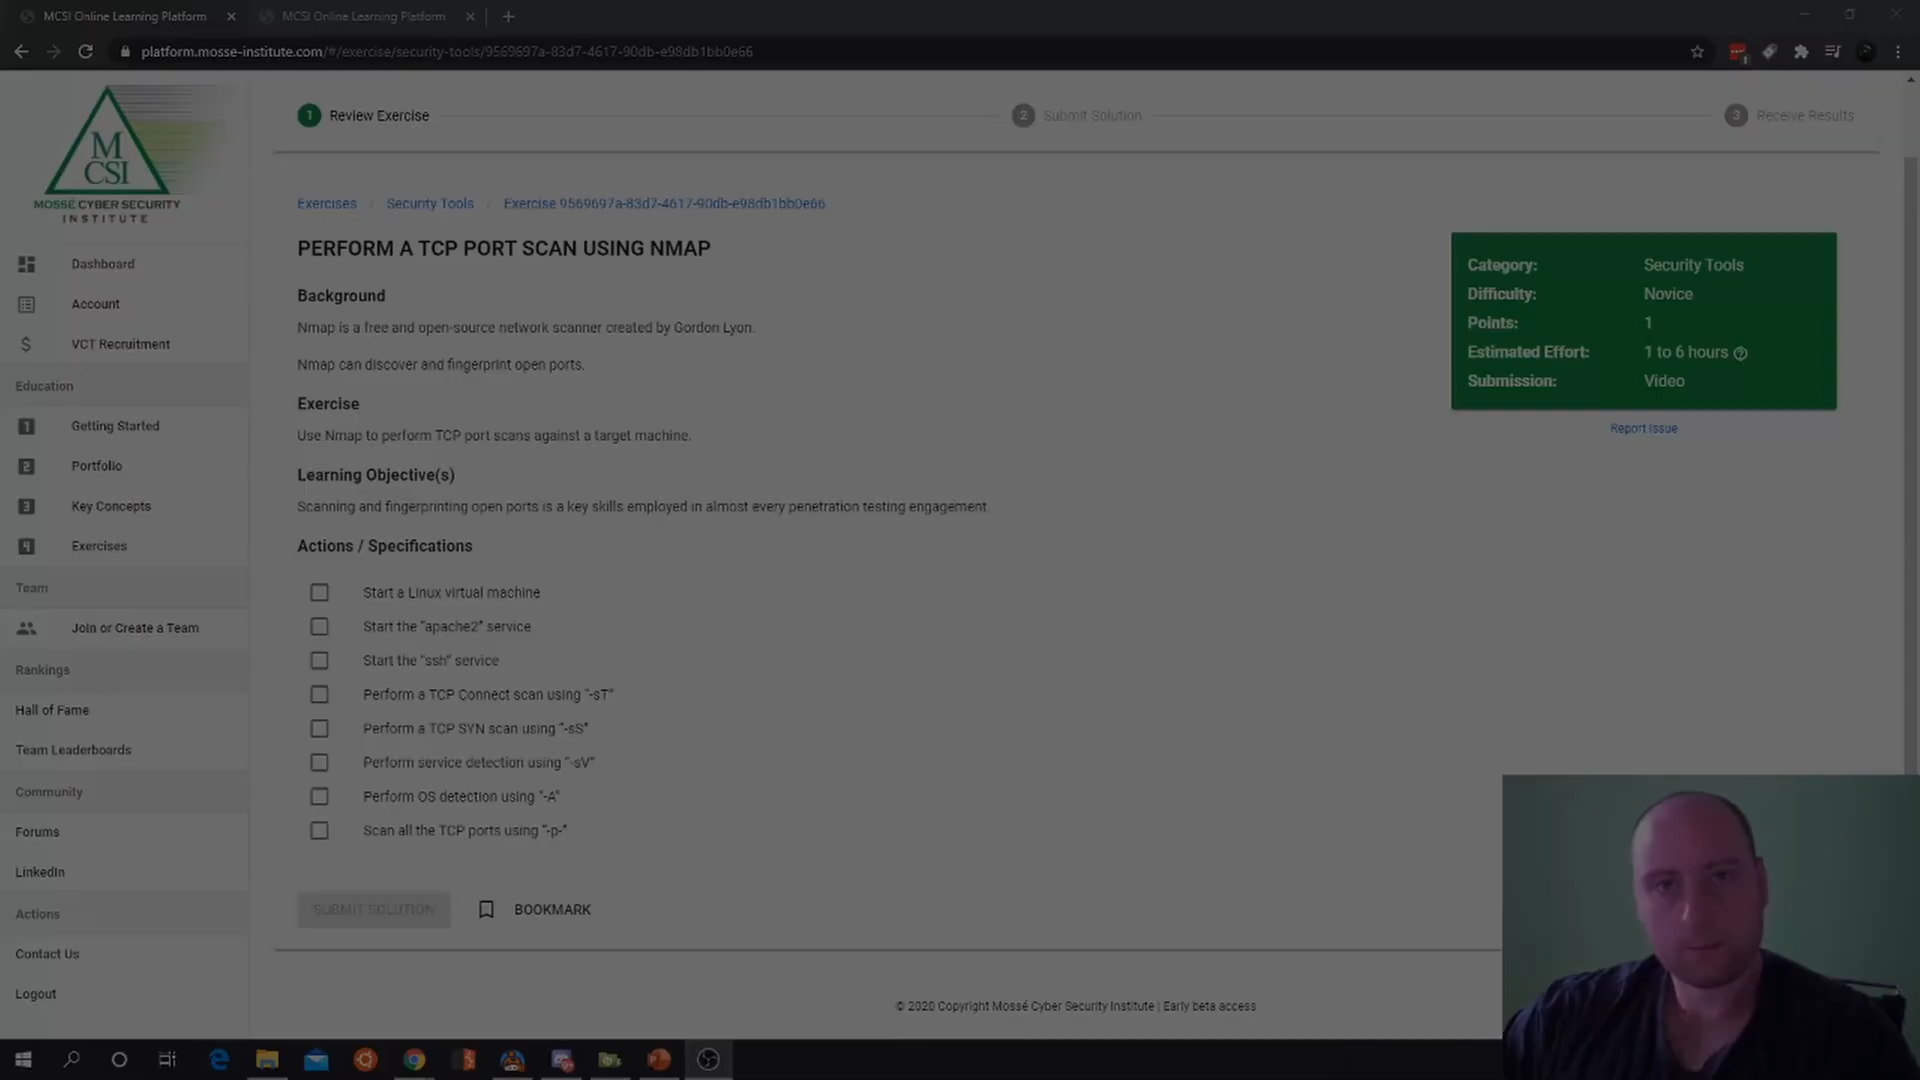 MCSI Online Learning Platform
MCSI Online Learning Platform
platform.mosse-institute.com/#/exercise/security-tools/9569697a-83d7-4617-90db-e98db1bb0e66
M
CSI
MOSSÉ CYBER SECURITY
INSTITUTE
Dashboard
Account
VCT Recruitment
Education
1 Getting Started
2 Portfolio
3 Key Concepts
4 Exercises
Team
Join or Create a Team
Rankings
Hall of Fame
Team Leaderboards
Community
Forums
LinkedIn
Actions
Contact Us
Logout
1 Review Exercise
2 Submit Solution
3 Receive Results
Exercises / Security Tools / Exercise 9569697a-83d7-4617-90db-e98db1bb0e66
PERFORM A TCP PORT SCAN USING NMAP
Background
Nmap is a free and open-source network scanner created by Gordon Lyon.
Nmap can discover and fingerprint open ports.
Exercise
Use Nmap to perform TCP port scans against a target machine.
Learning Objective(s)
Scanning and fingerprinting open ports is a key skills employed in almost every penetration testing engagement.
Actions / Specifications
Start a Linux virtual machine
Start the "apache2" service
Start the "ssh" service
Perform a TCP Connect scan using "-sT"
Perform a TCP SYN scan using "-sS"
Perform service detection using "-sV"
Perform OS detection using "-A"
Scan all the TCP ports using "-p-"
SUBMIT SOLUTION
BOOKMARK
Category: Security Tools
Difficulty: Novice
Points: 1
Estimated Effort: 1 to 6 hours
Submission: Video
Report Issue
© 2020 Copyright Mossé Cyber Security Institute | Early beta access